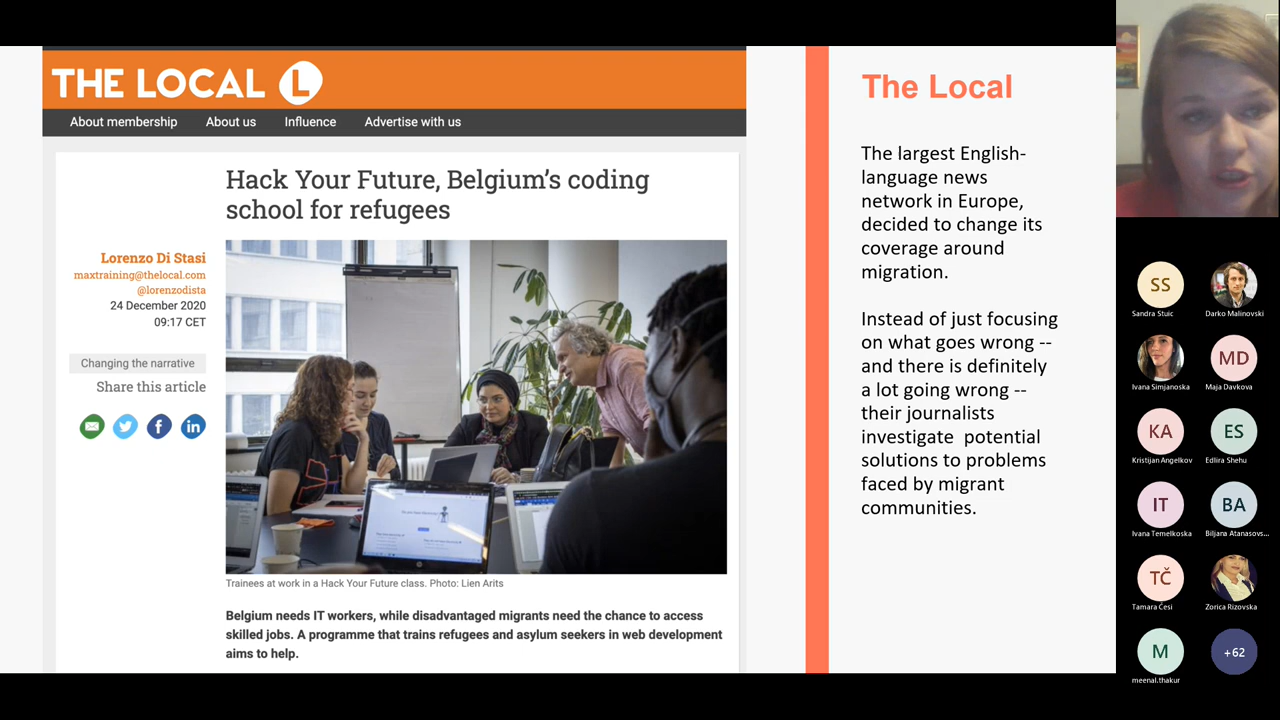 THE LOCAL L
About membership About us Influence Advertise with us
Hack Your Future, Belgium's coding
school for refugees
Lorenzo Di Stasi
maxtraining@thelocal.com
@lorenzodista
24 December 2020
09:17 CET
Changing the narrative
Share this article
Trainees at work in a Hack Your Future class. Photo: Lien Arits
Belgium needs IT workers, while disadvantaged migrants need the chance to access
skilled jobs. A programme that trains refugees and asylum seekers in web development
aims to help.
The Local
The largest English-
language news
network in Europe,
decided to change its
coverage around
migration.
Instead of just focusing
on what goes wrong --
and there is definitely
a lot going wrong --
their journalists
investigate potential
solutions to problems
faced by migrant
communities.
SS
Sandra Stuic
Darko Malinovski
Ivana Simjanoska
MD
Maja Davkova
KA
Kristijan Angelkov
ES
Edlira Shehu
IT
Ivana Temelkoska
BA
Biljana Atanasovs...
TČ
Tamara Česi
Zorica Rizovska
M
meenal.thakur
+62